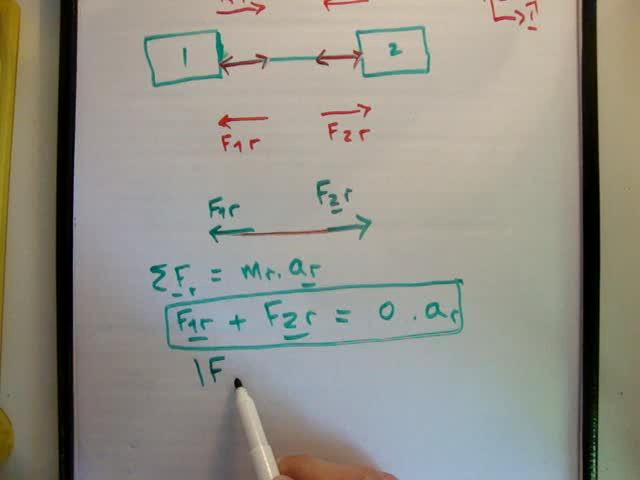 1 2
F1r F2r
F1r F2r
ΣFr = mr.ar
F1r + F2r = 0 . ar
|F